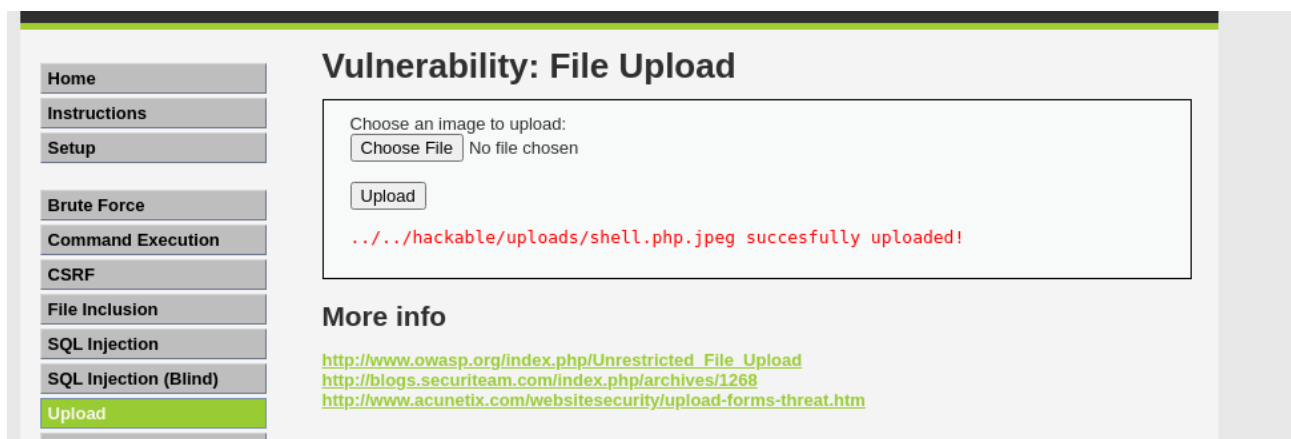 Home
Instructions
Setup
Brute Force
Command Execution
CSRF
File Inclusion
SQL Injection
SQL Injection (Blind)
Upload
Vulnerability: File Upload
Choose an image to upload:
Choose File No file chosen
Upload
../../hackable/uploads/shell.php.jpeg succesfully uploaded!
More info
http://www.owasp.org/index.php/Unrestricted_File_Upload
http://blogs.securiteam.com/index.php/archives/1268
http://www.acunetix.com/websitesecurity/upload-forms-threat.htm